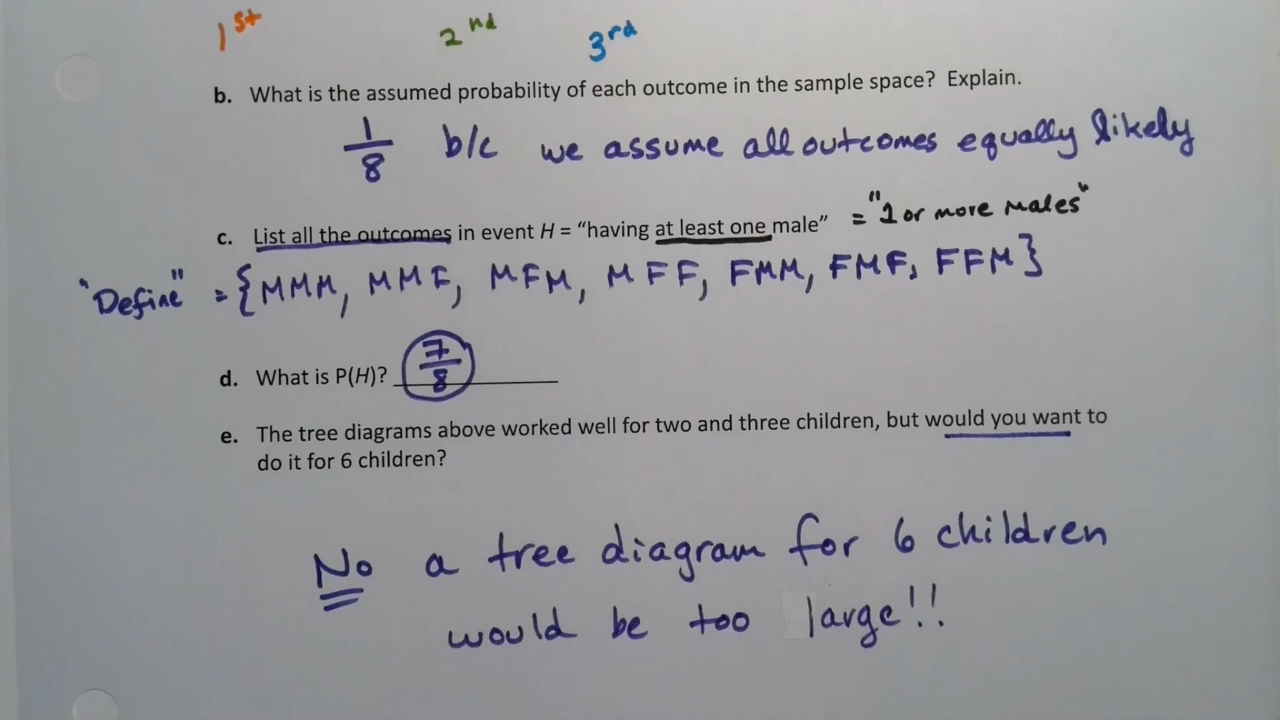 1st 2nd 3rd
b. What is the assumed probability of each outcome in the sample space? Explain.
1/8 b/c we assume all outcomes equally likely
c. List all the outcomes in event H = “having at least one male” = "1 or more males"
"Define" = {MMM, MMF, MFM, MFF, FMM, FMF, FFM}
d. What is P(H)? 7/8
e. The tree diagrams above worked well for two and three children, but would you want to
do it for 6 children?
No a tree diagram for 6 children
would be too large!!